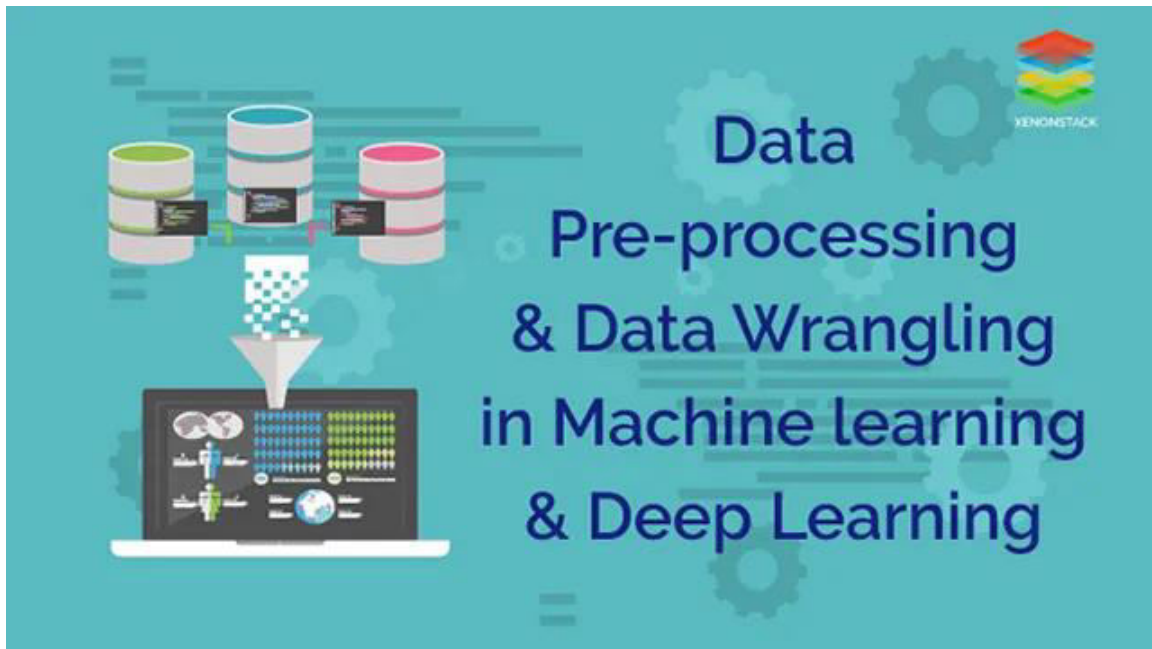 XENONSTACK
Data
Pre-processing
& Data Wrangling
in Machine learning
& Deep Learning